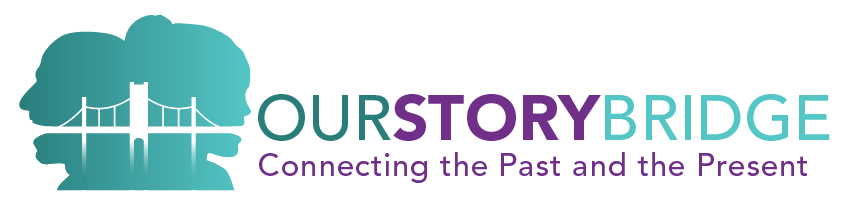 OURSTORYBRIDGE
Connecting the Past and the Present